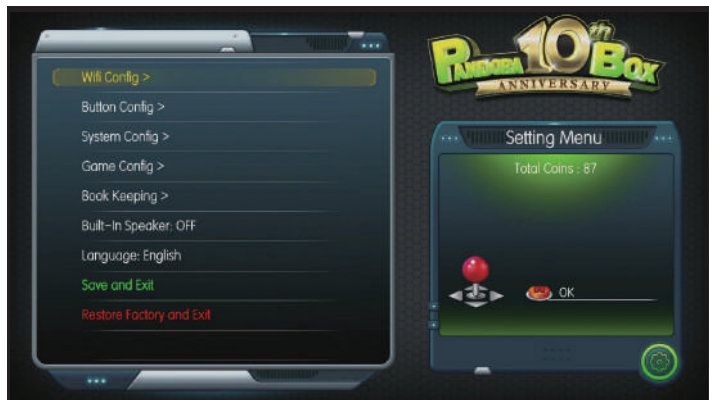 Wifi Config >
Button Config >
System Config >
Game Config >
Book Keeping >
Built-In Speaker: OFF
Language: English
Save and Exit
Restore Factory and Exit
PANDORA 10th BOX
ANNIVERSARY
Setting Menu
Total Coins : 87
OK